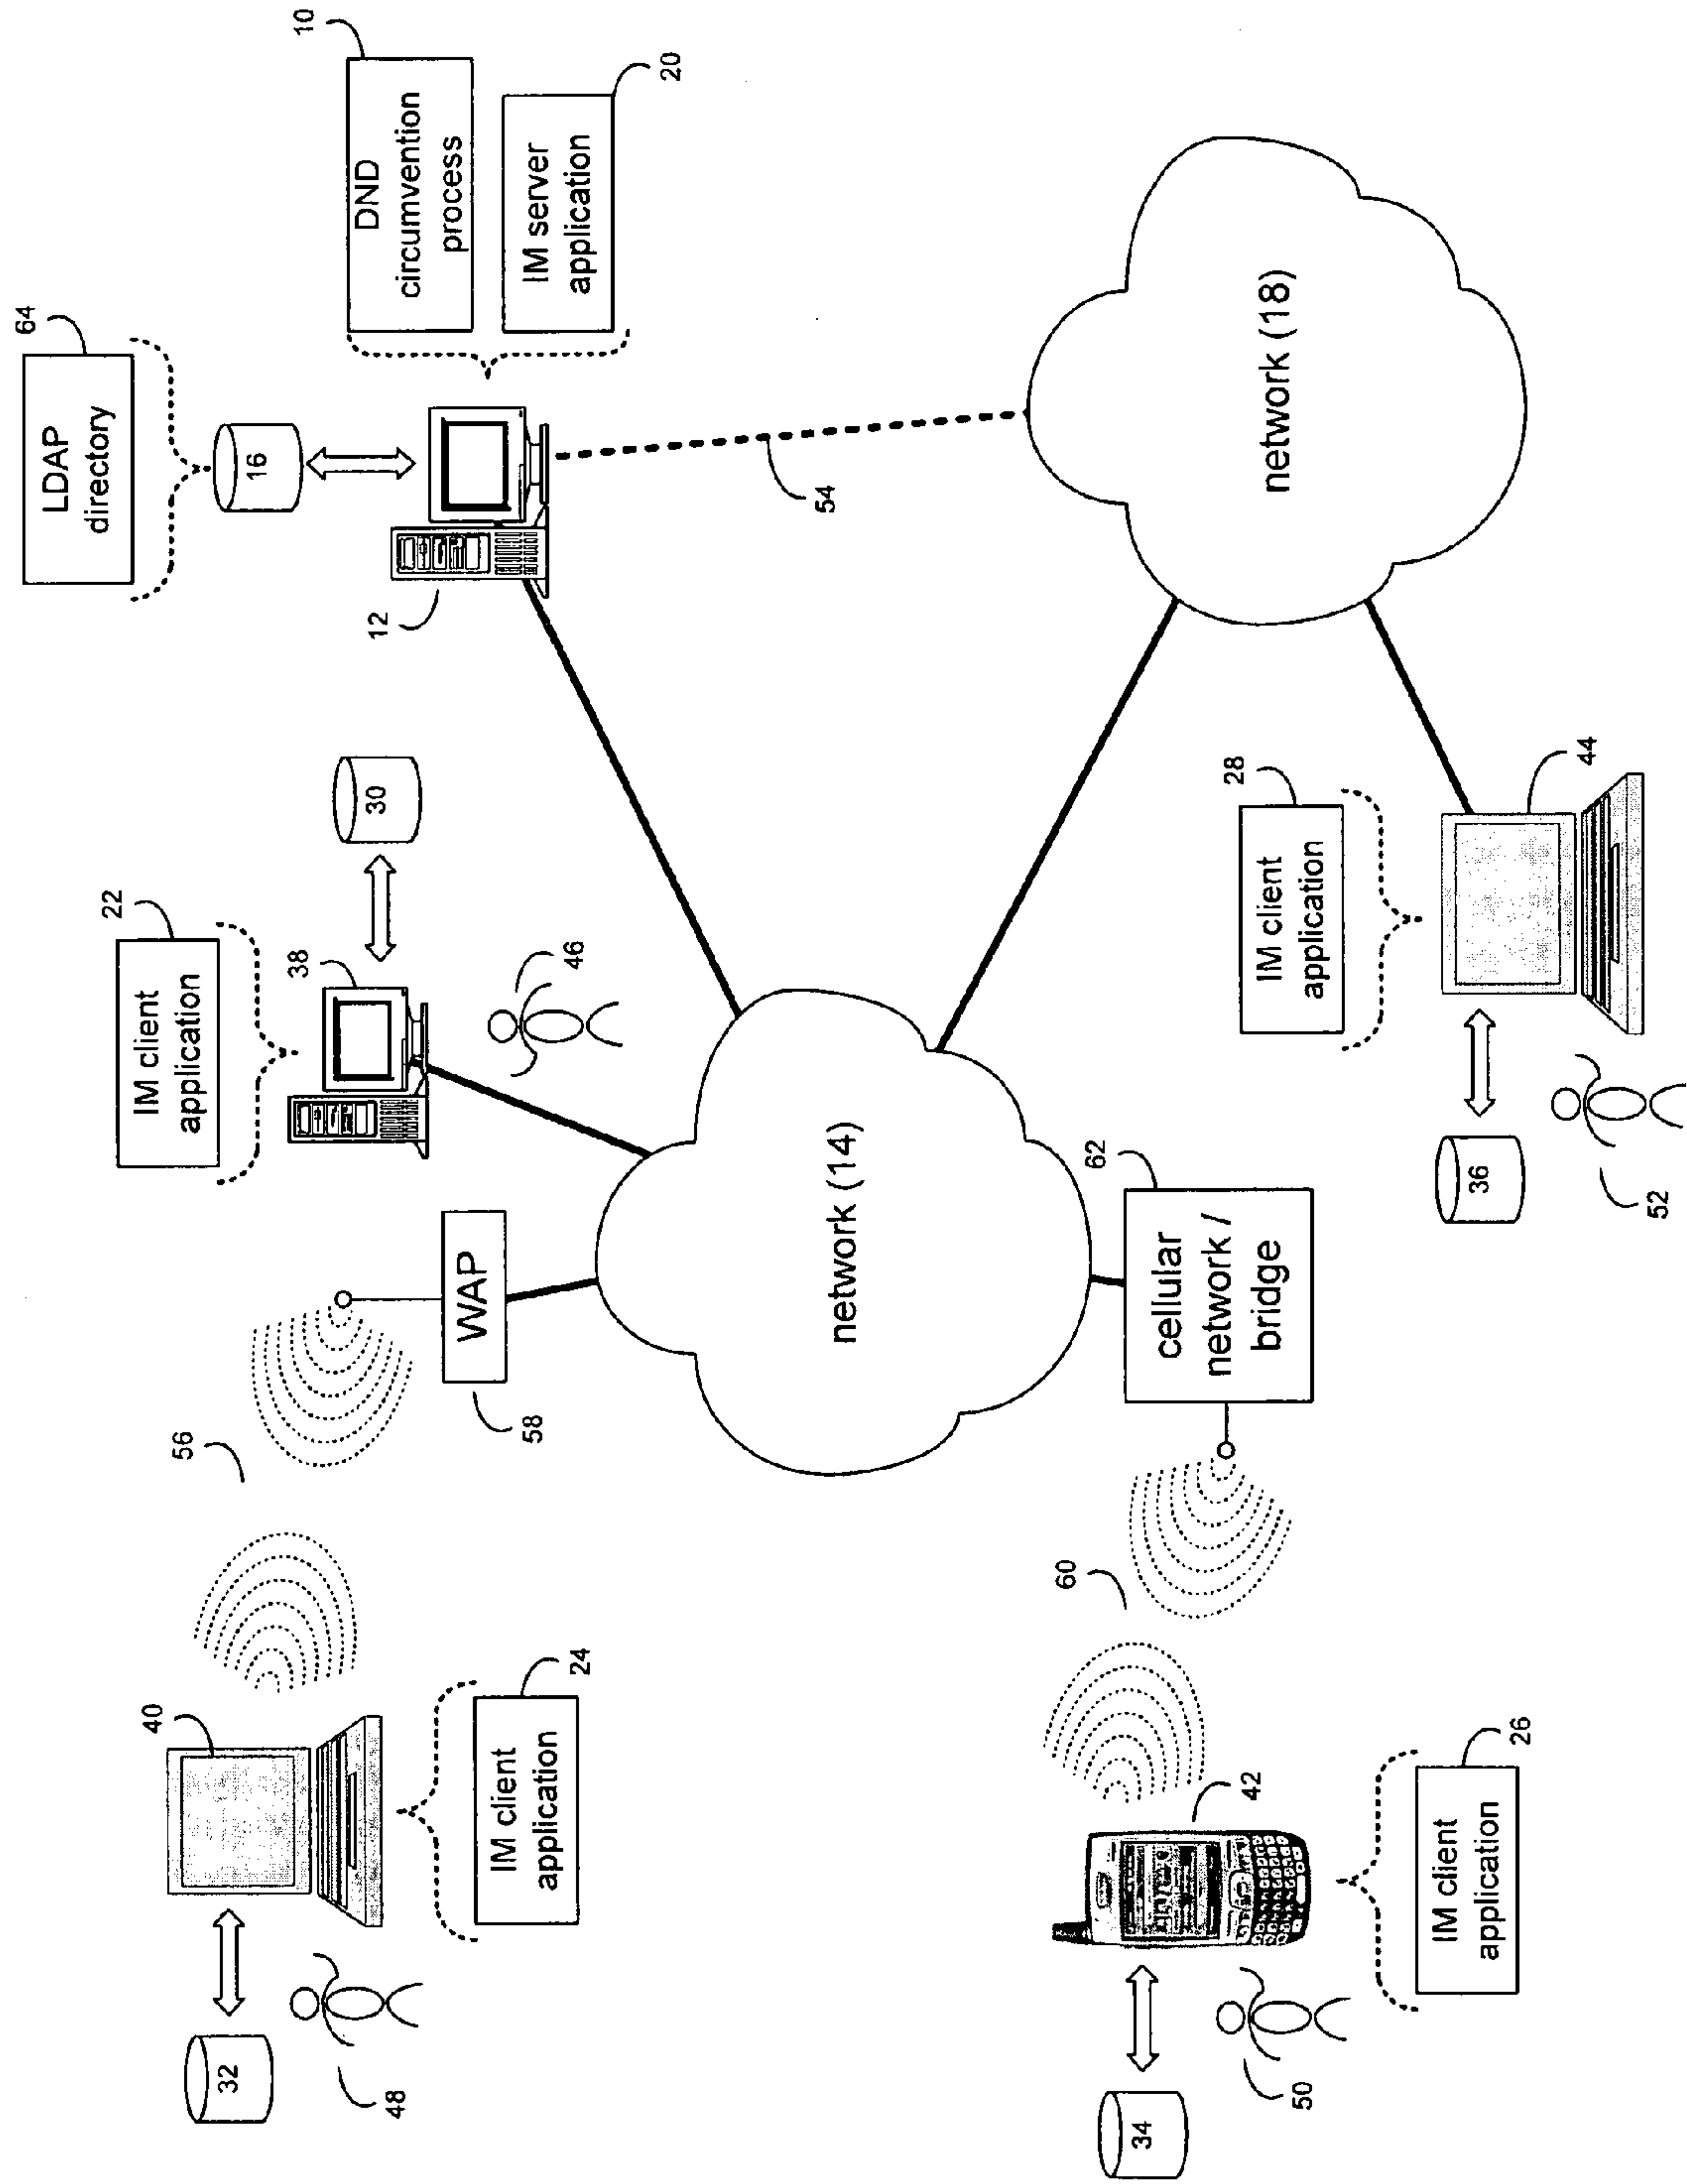 32
48
40
IM client
application
24
56
WAP
58
IM client
application
22
38
46
30
LDAP
directory
64
16
12
DND
circumvention
process
10
IM server
application
20
54
network (14)
network (18)
34
50
42
IM client
application
26
60
cellular
network /
bridge
62
36
52
IM client
application
28
44